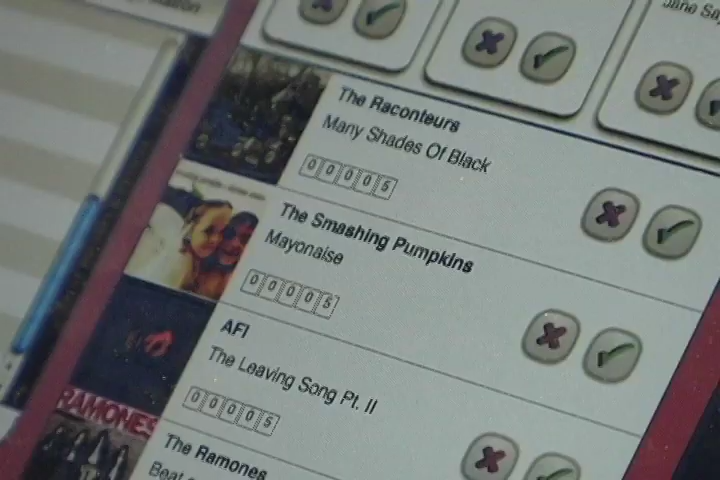 The Raconteurs
Many Shades Of Black
00005
The Smashing Pumpkins
Mayonaise
00005
AFI
The Leaving Song Pt. II
00005
RAMONES
The Ramones
Beat